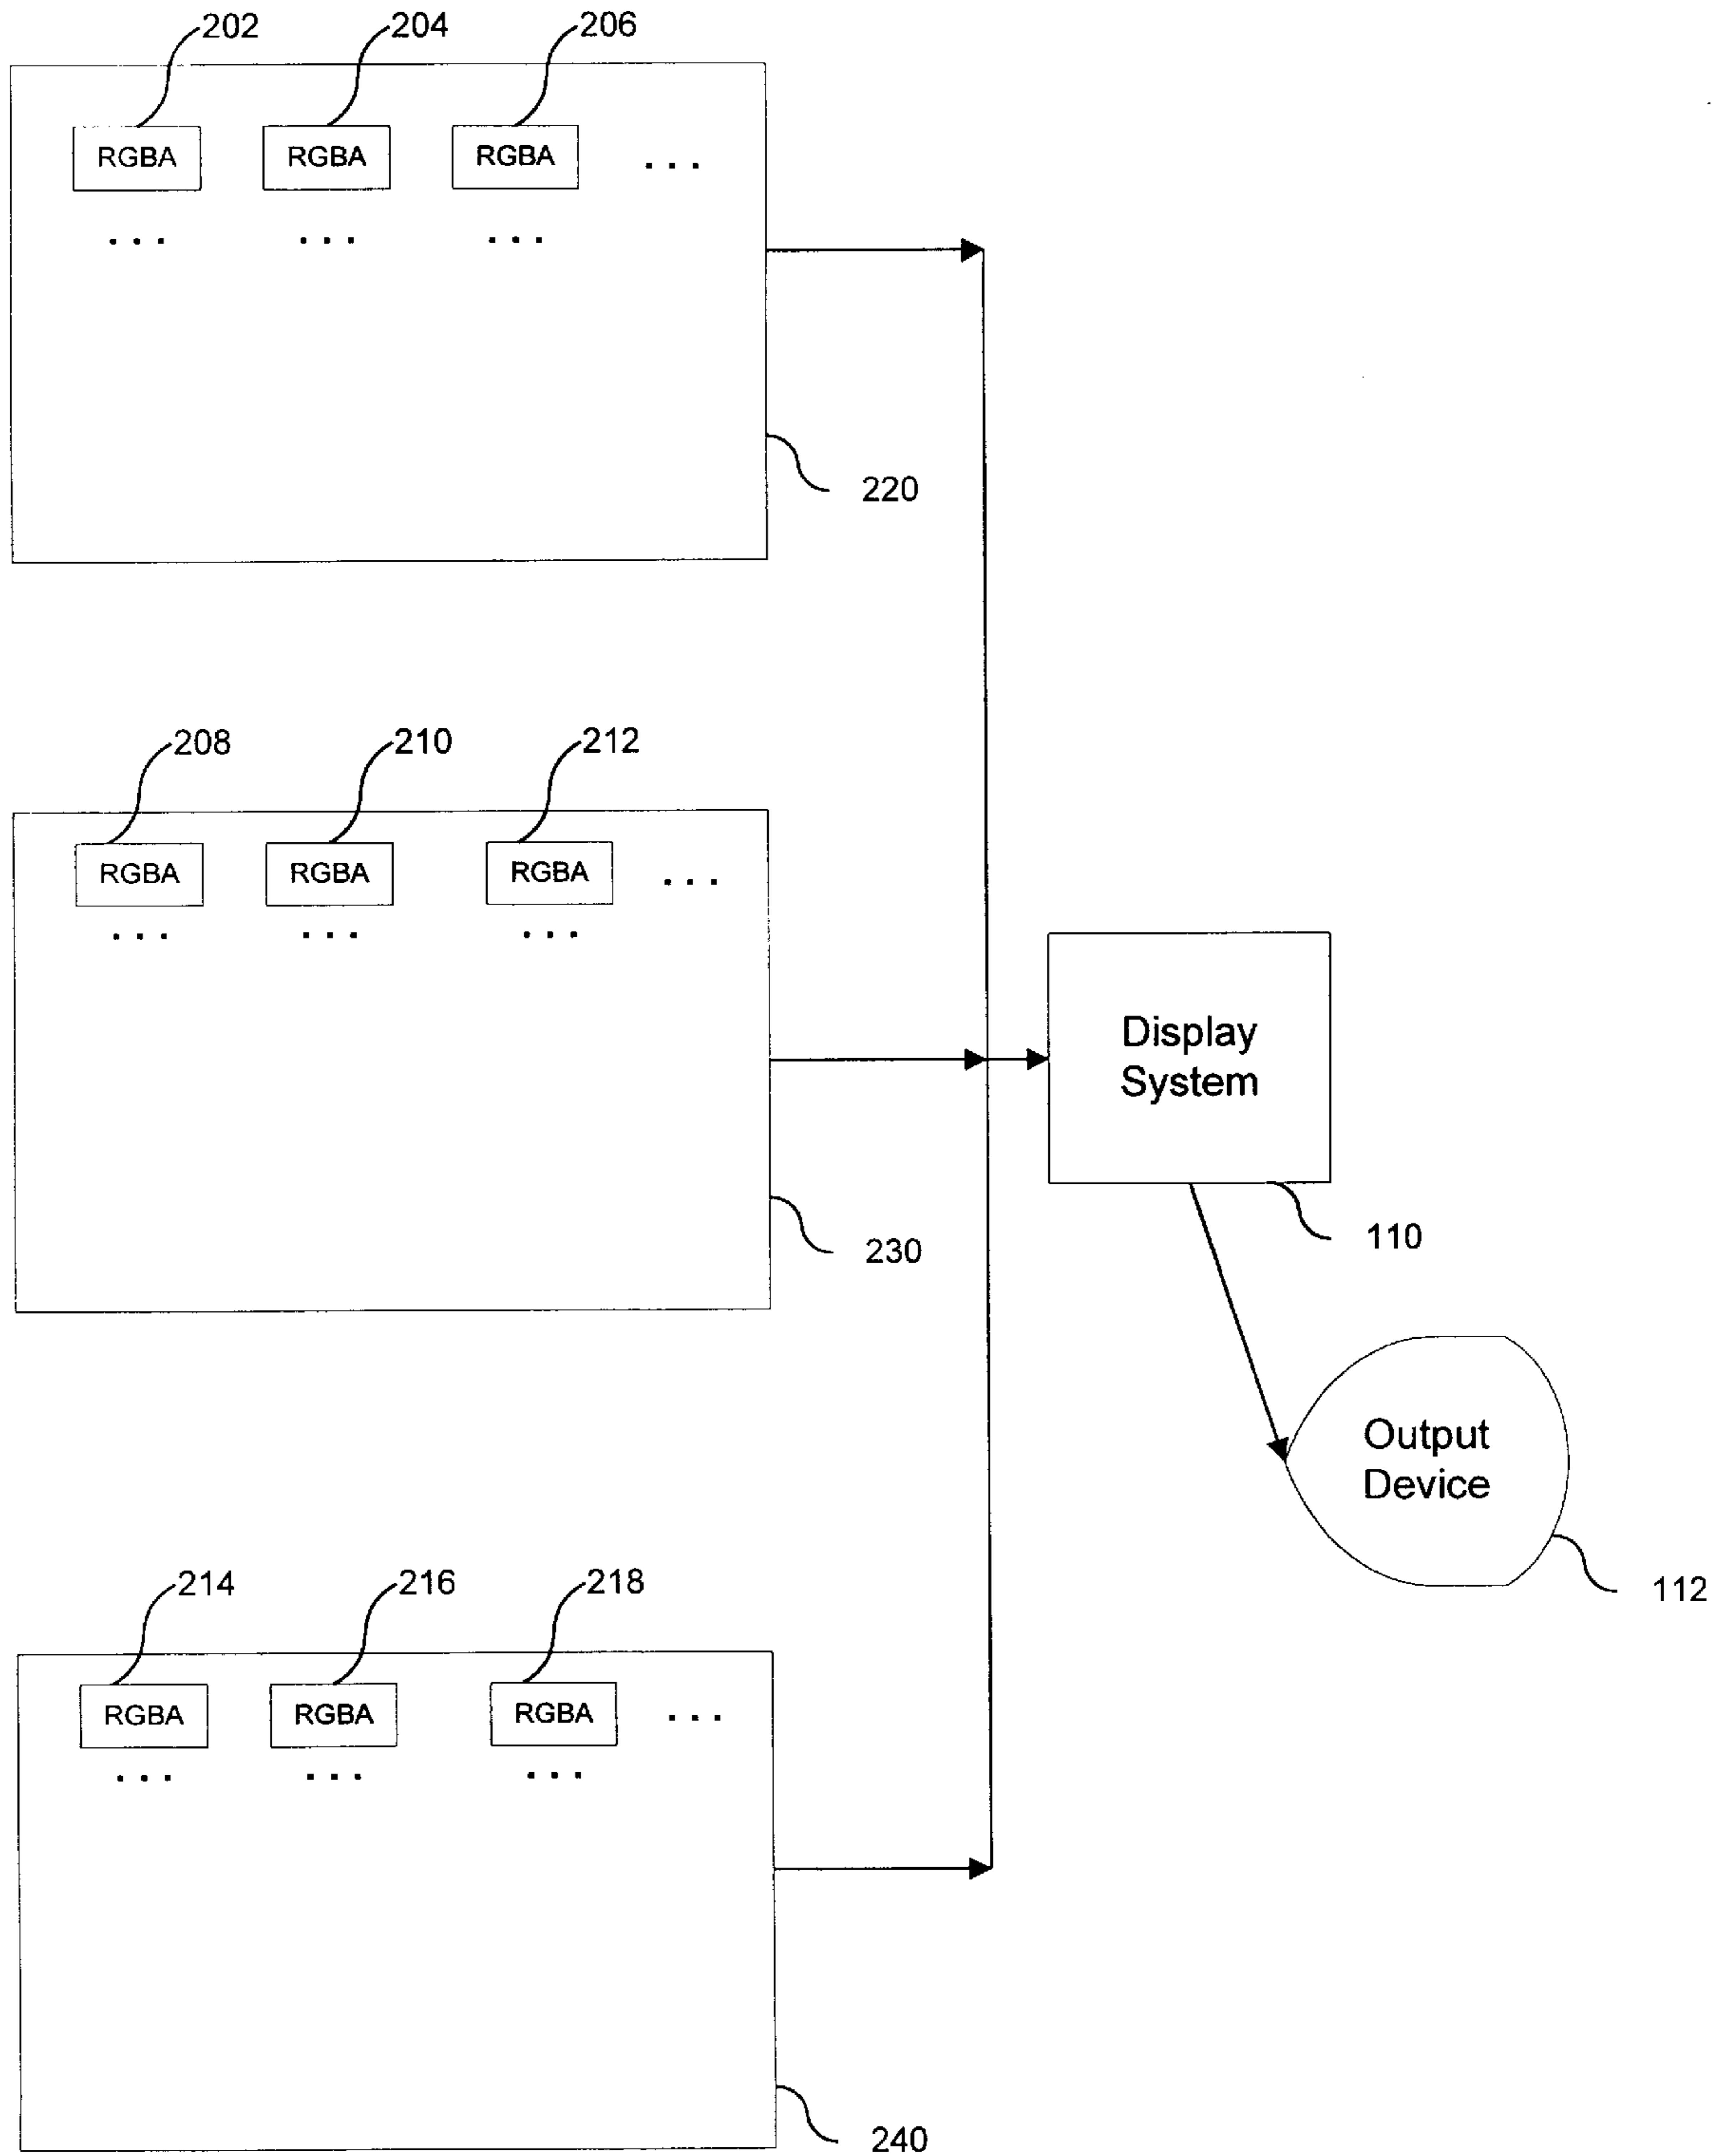 202 204 206
RGBA RGBA RGBA ...
... ... ...
220
208 210 212
RGBA RGBA RGBA ...
... ... ...
Display
System
230
110
Output
Device
112
214 216 218
RGBA RGBA RGBA ...
... ... ...
240